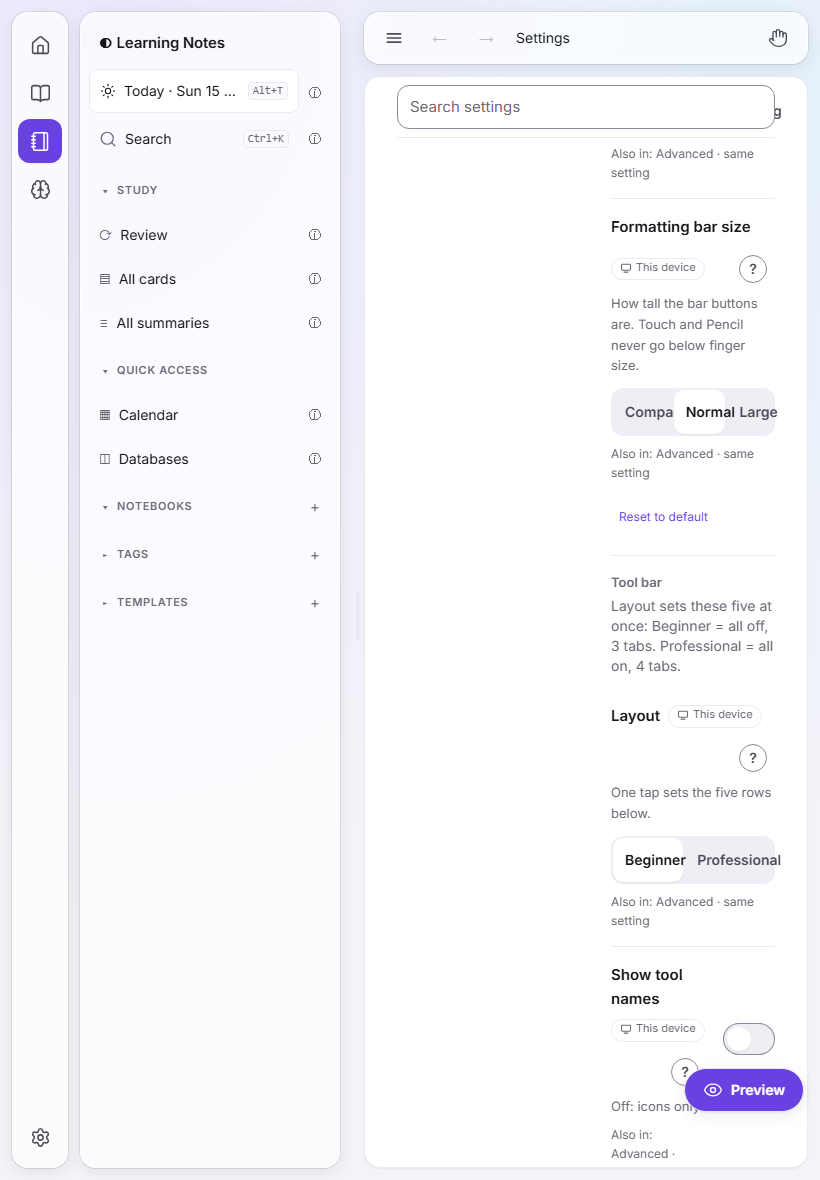 Learning Notes
Today · Sun 15 ... Alt+T
Search Ctrl+K
STUDY
Review
All cards
All summaries
QUICK ACCESS
Calendar
Databases
NOTEBOOKS +
TAGS +
TEMPLATES +
← → Settings
Search settings
g
Also in: Advanced · same
setting
Formatting bar size
This device ?
How tall the bar buttons
are. Touch and Pencil
never go below finger
size.
Compa Normal Large
Also in: Advanced · same
setting
Reset to default
Tool bar
Layout sets these five at
once: Beginner = all off,
3 tabs. Professional = all
on, 4 tabs.
Layout This device
?
One tap sets the five rows
below.
Beginner Professional
Also in: Advanced · same
setting
Show tool
names
This device
?
Preview
Off: icons only
Also in:
Advanced ·